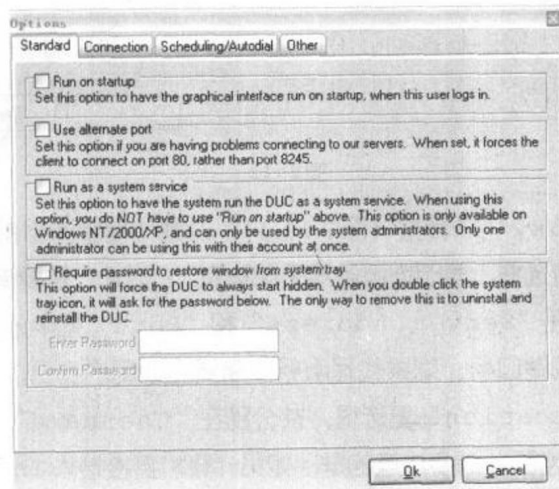 Options
Standard Connection Scheduling/Autodial Other
Run on startup
Set this option to have the graphical interface run on startup, when this user logs in.
Use alternate port
Set this option if you are having problems connecting to our servers. When set, it forces the
client to connect on port 80, rather than port 8245.
Run as a system service
Set this option to have the system run the DUC as a system service. When using this
option, you do NOT have to use "Run on startup" above. This option is only available on
Windows NT/2000/XP, and can only be used by the system administrators. Only one
administrator can be using this with their account at once.
Require password to restore window from system tray
This option will force the DUC to always start hidden. When you double click the system
tray icon, it will ask for the password below. The only way to remove this is to uninstall and
reinstall the DUC.
Enter Password
Confirm Password
Ok Cancel